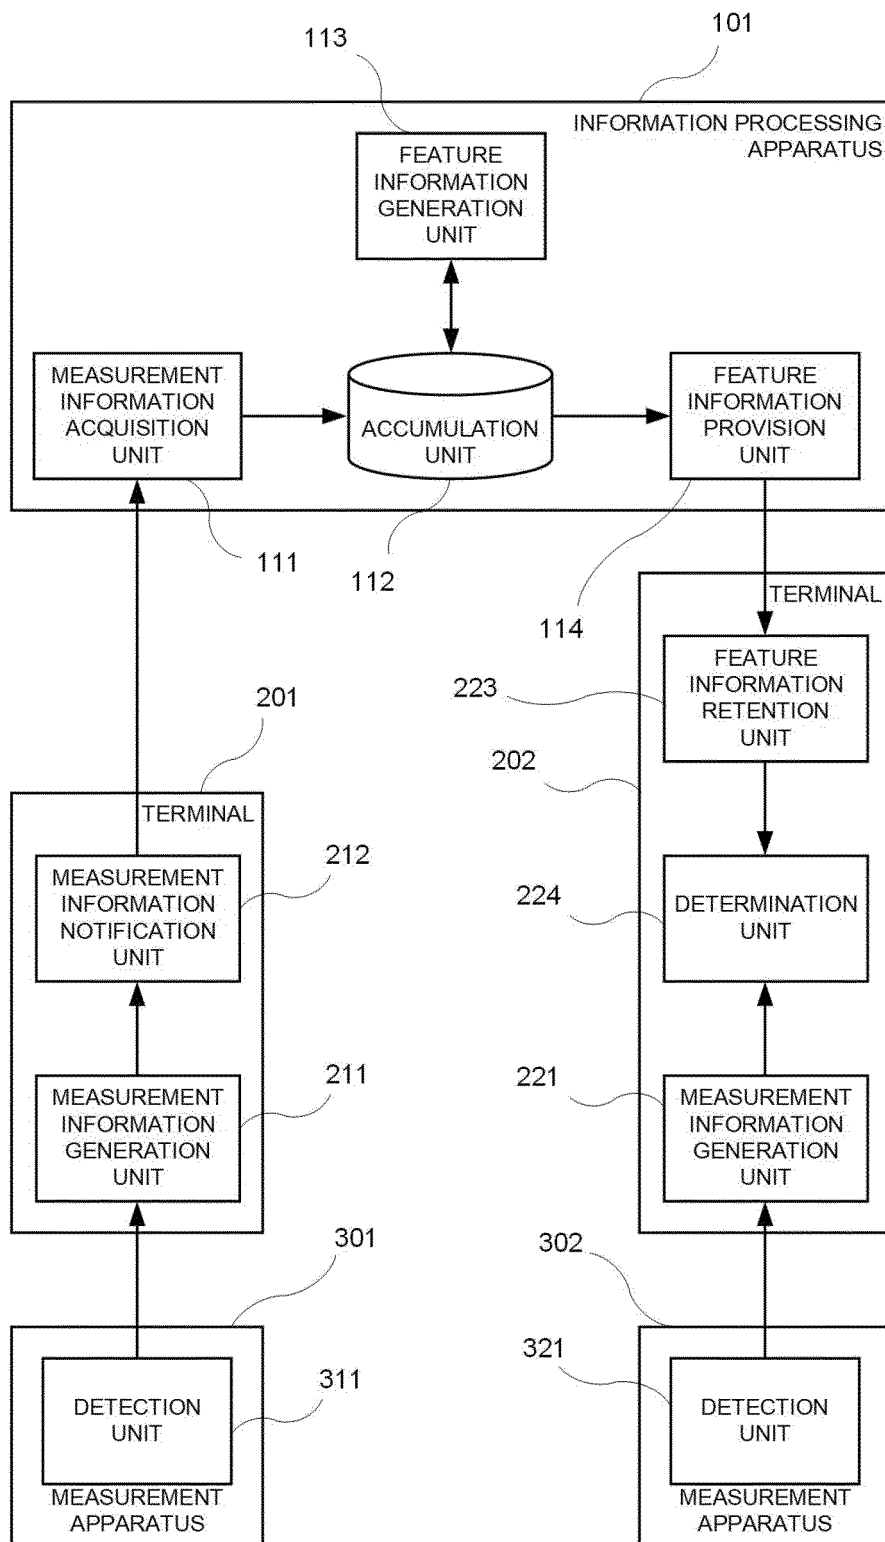 113
101
INFORMATION PROCESSING
APPARATUS
FEATURE
INFORMATION
GENERATION
UNIT
MEASUREMENT
INFORMATION
ACQUISITION
UNIT
ACCUMULATION
UNIT
FEATURE
INFORMATION
PROVISION
UNIT
111
112
114
TERMINAL
FEATURE
INFORMATION
RETENTION
UNIT
223
201
202
TERMINAL
212
MEASUREMENT
INFORMATION
NOTIFICATION
UNIT
224
DETERMINATION
UNIT
211
MEASUREMENT
INFORMATION
GENERATION
UNIT
221
MEASUREMENT
INFORMATION
GENERATION
UNIT
301
302
311
DETECTION
UNIT
MEASUREMENT
APPARATUS
321
DETECTION
UNIT
MEASUREMENT
APPARATUS